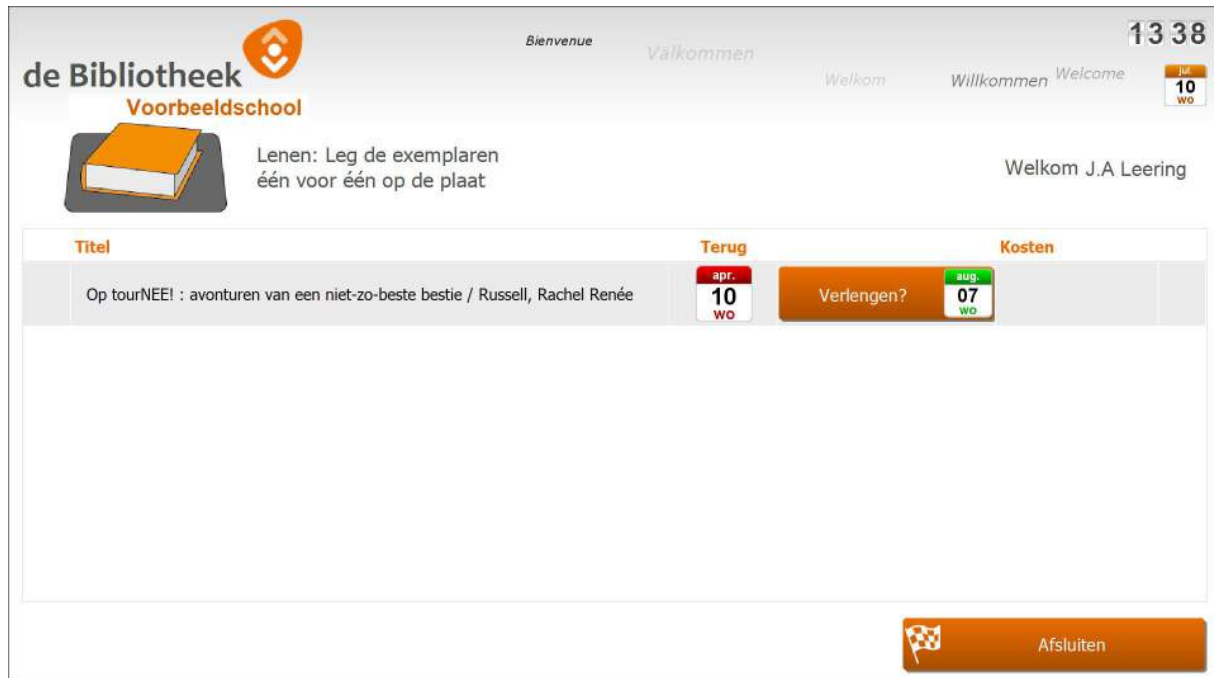 13 38
Bienvenue
Välkommen
de Bibliotheek
Welkom
Willkommen
Welcome
jul.
10
wo
Voorbeeldschool
Lenen: Leg de exemplaren
één voor één op de plaat
Welkom J.A Leering
Titel Terug Kosten
Op tourNEE! : avonturen van een niet-zo-beste bestie / Russell, Rachel Renée
apr.
10
wo
Verlengen?
aug.
07
wo
Afsluiten